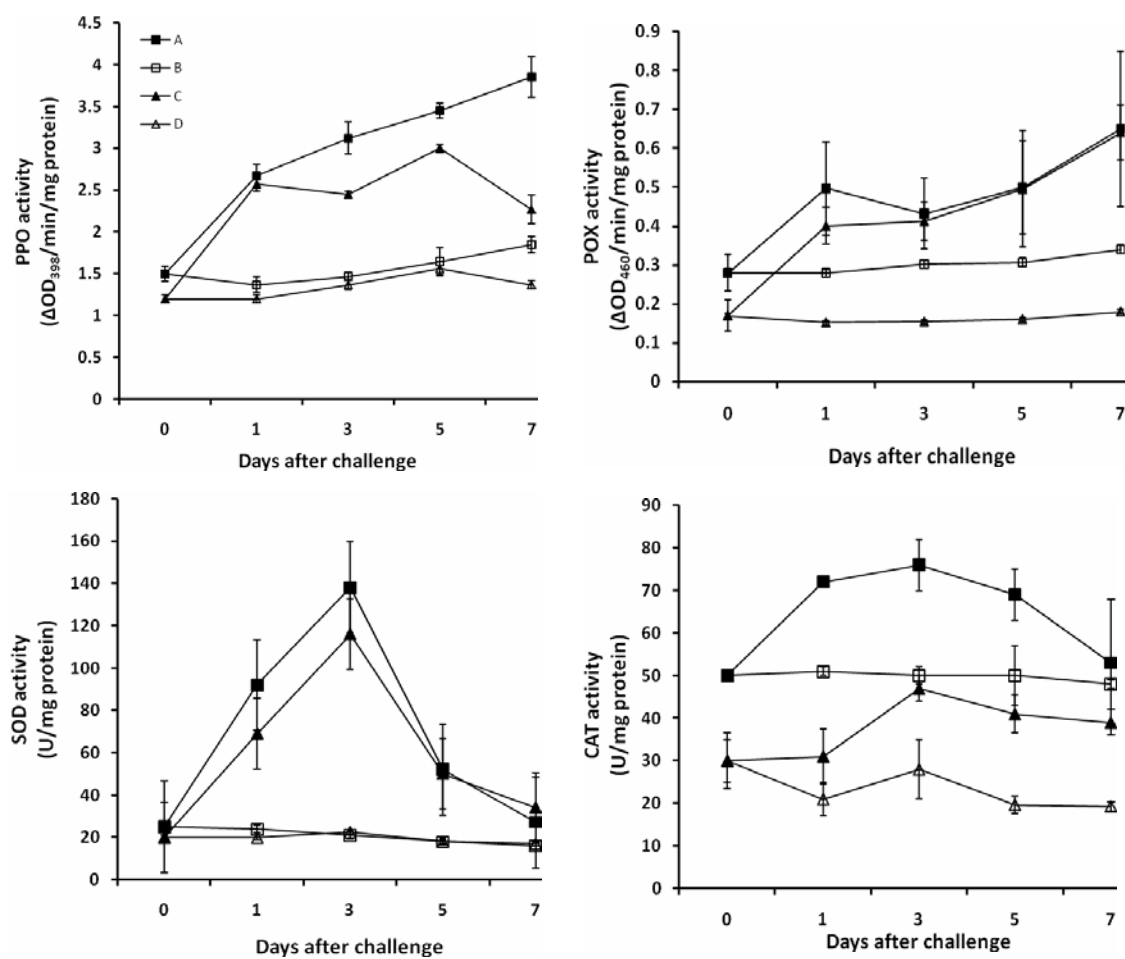 4.5
4
3.5
3
2.5
2
1.5
1
0.5
0
PPO activity
(ΔOD398/min/mg protein)
A
B
C
D
0 1 3 5 7
Days after challenge
0.9
0.8
0.7
0.6
0.5
0.4
0.3
0.2
0.1
0
POX activity
(ΔOD460/min/mg protein)
0 1 3 5 7
Days after challenge
180
160
140
120
100
80
60
40
20
0
SOD activity
(U/mg protein)
0 1 3 5 7
Days after challenge
90
80
70
60
50
40
30
20
10
0
CAT activity
(U/mg protein)
0 1 3 5 7
Days after challenge